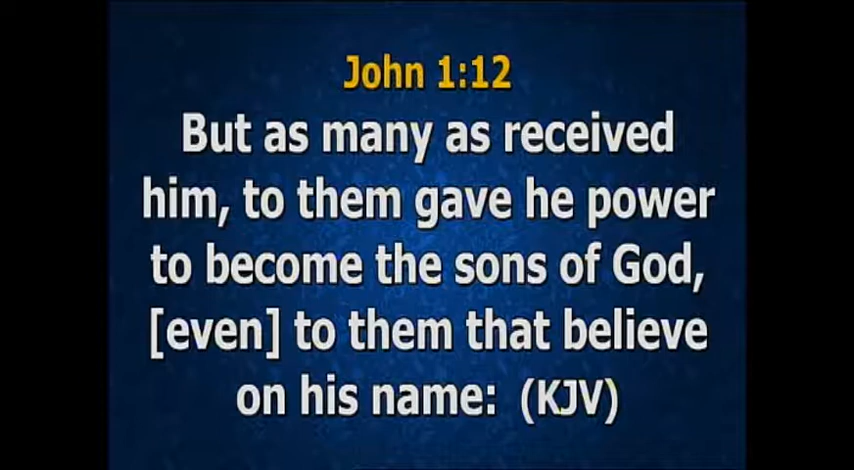 John 1:12
But as many as received
him, to them gave he power
to become the sons of God,
[even] to them that believe
on his name: (KJV)